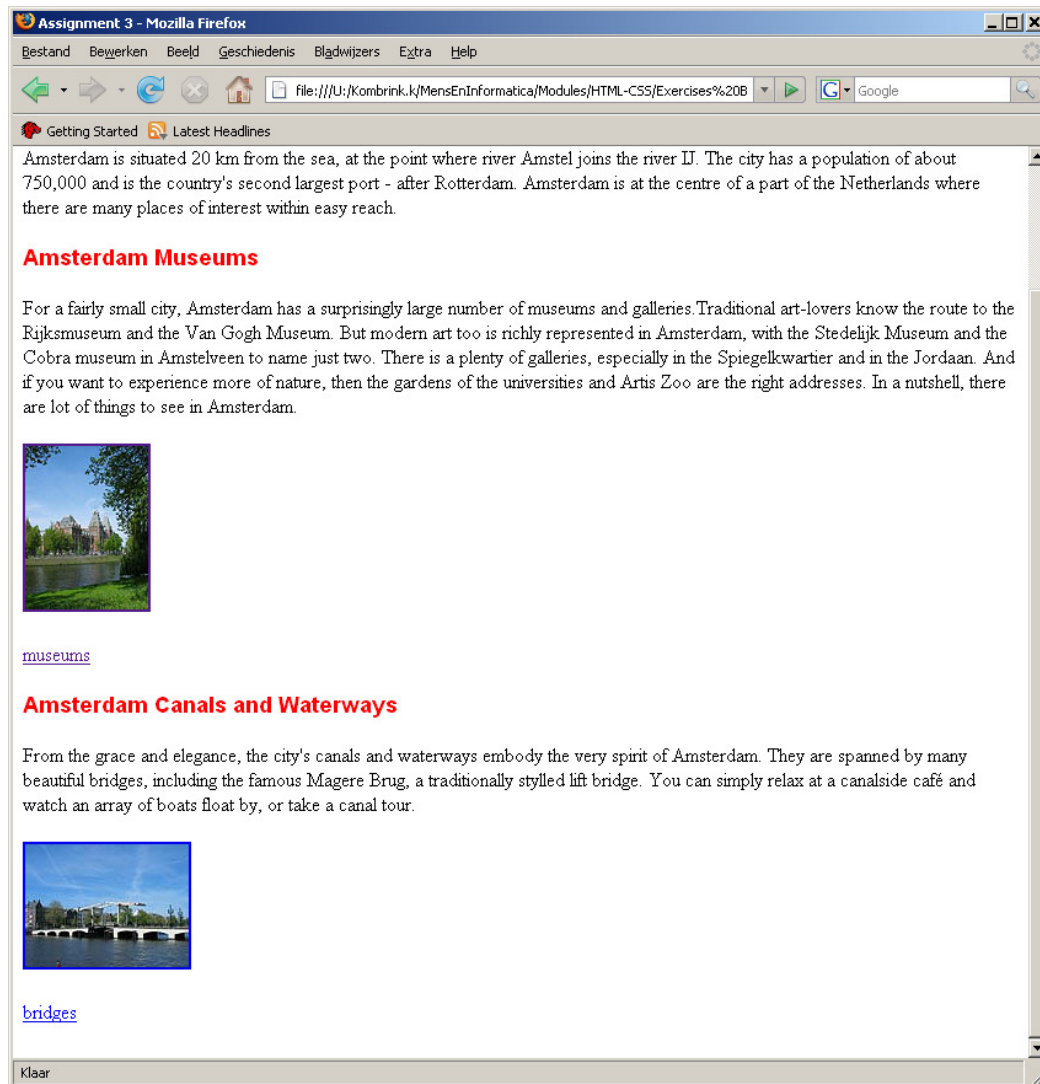 Assignment 3 - Mozilla Firefox
Bestand Bewerken Beeld Geschiedenis Bladwijzers Extra Help
file:///U:/Kombrink.k/MensEnInformatica/Modules/HTML-CSS/Exercises%20B
G Google
Getting Started Latest Headlines
Amsterdam is situated 20 km from the sea, at the point where river Amstel joins the river IJ. The city has a population of about
750,000 and is the country's second largest port - after Rotterdam. Amsterdam is at the centre of a part of the Netherlands where
there are many places of interest within easy reach.
Amsterdam Museums
For a fairly small city, Amsterdam has a surprisingly large number of museums and galleries.Traditional art-lovers know the route to the
Rijksmuseum and the Van Gogh Museum. But modern art too is richly represented in Amsterdam, with the Stedelijk Museum and the
Cobra museum in Amstelveen to name just two. There is a plenty of galleries, especially in the Spiegelkwartier and in the Jordaan. And
if you want to experience more of nature, then the gardens of the universities and Artis Zoo are the right addresses. In a nutshell, there
are lot of things to see in Amsterdam.
museums
Amsterdam Canals and Waterways
From the grace and elegance, the city's canals and waterways embody the very spirit of Amsterdam. They are spanned by many
beautiful bridges, including the famous Magere Brug, a traditionally stylled lift bridge. You can simply relax at a canalside café and
watch an array of boats float by, or take a canal tour.
bridges
Klaar